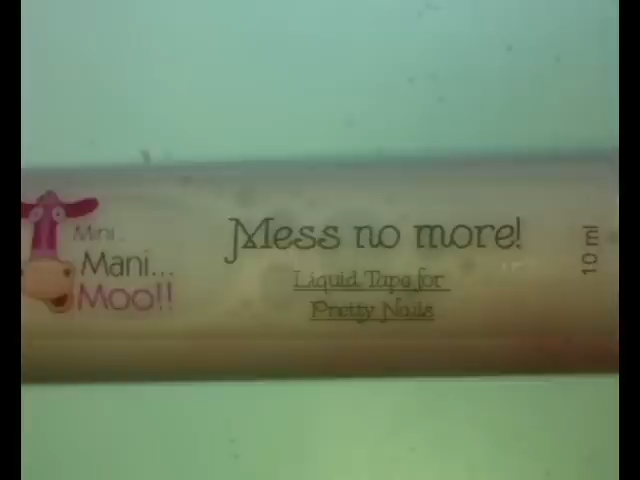 Mini..
Mani...
Moo!!
Mess no more!
Liquid Tape for
Pretty Nails
10 ml